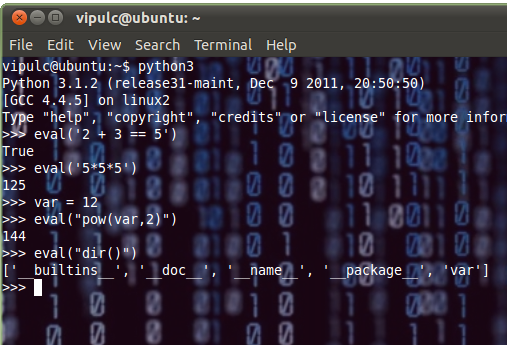 vipulc@ubuntu: ~
File Edit View Search Terminal Help
vipulc@ubuntu:~$ python3
Python 3.1.2 (release31-maint, Dec  9 2011, 20:50:50)
[GCC 4.4.5] on linux2
Type "help", "copyright", "credits" or "license" for more infor
>>> eval('2 + 3 == 5')
True
>>> eval('5*5*5')
125
>>> var = 12
>>> eval("pow(var,2)")
144
>>> eval("dir()")
['__builtins__', '__doc__', '__name__', '__package__', 'var']
>>>